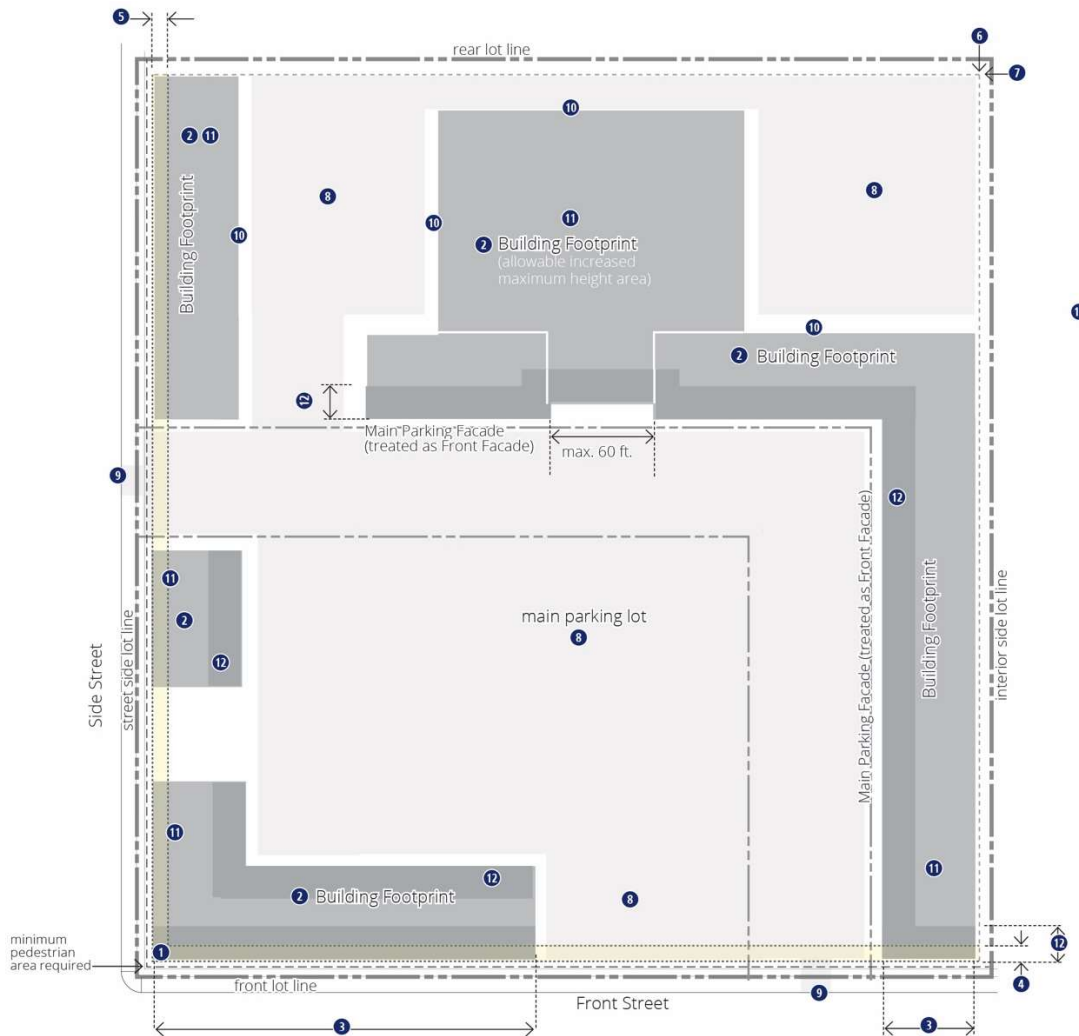 5
rear lot line
6
7
10
2 11
Building Footprint
8
8
10
10
11
2 Building Footprint
(allowable increased
maximum height area)
1
10
2 Building Footprint
12
Main Parking Facade
(treated as Front Facade)
max. 60 ft.
9
12
Main Parking Facade (treated as Front Facade)
11
2
main parking lot
8
Building Footprint
interior side lot line
12
street side lot line
Side Street
11
11
12
2 Building Footprint
8
minimum
pedestrian
area required
1
12
4
front lot line
9
Front Street
3
3